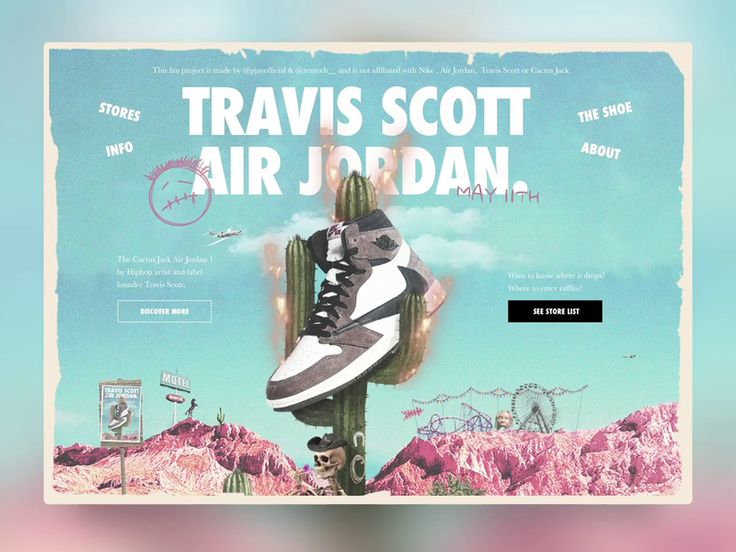 This fan project is made by @pjayofficial & @zentech__ and is not affiliated with Nike , Air Jordan, Travis Scott or Cactus Jack
TRAVIS SCOTT
AIR JORDAN.
MAY 11TH
STORES
INFO
THE SHOE
ABOUT
The Cactus Jack Air Jordan 1
by Hiphop artist and label
founder Travis Scott.
DISCOVER MORE
Want to know where it drops?
Where to enter raffles?
SEE STORE LIST
TRAVIS SCOTT
AIR JORDAN.
MOTEL